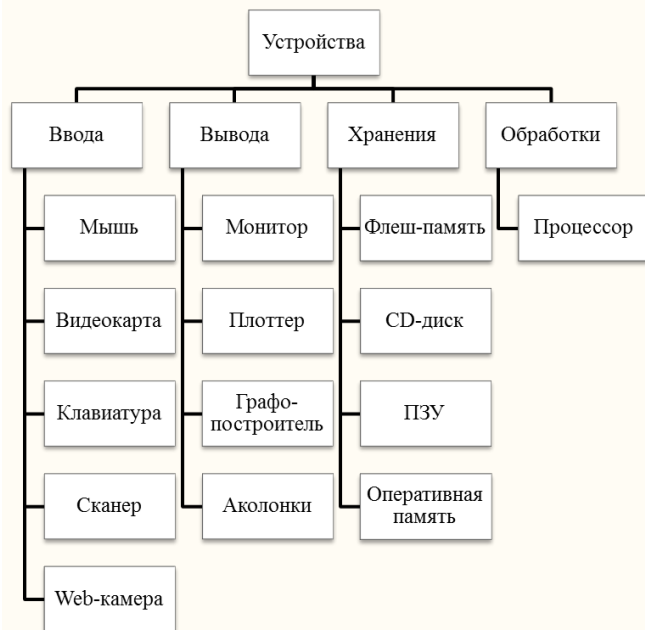 Устройства
Ввода
Вывода
Хранения
Обработки
Мышь
Монитор
Флеш-память
Процессор
Видеокарта
Плоттер
CD-диск
Клавиатура
Графо-
построитель
ПЗУ
Сканер
Аколонки
Оперативная
память
Web-камера